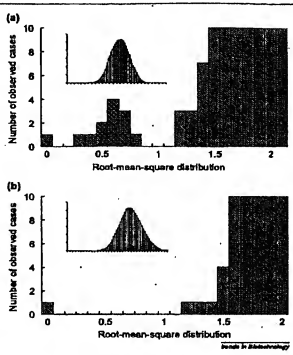 (a)
Number of observed cases
10
8
6
4
2
0
0 0.5 1 1.5 2
Root-mean-square distribution
(b)
Number of observed cases
10
8
6
4
2
0
0 0.5 1 1.5 2
Root-mean-square distribution
trends in Biotechnology